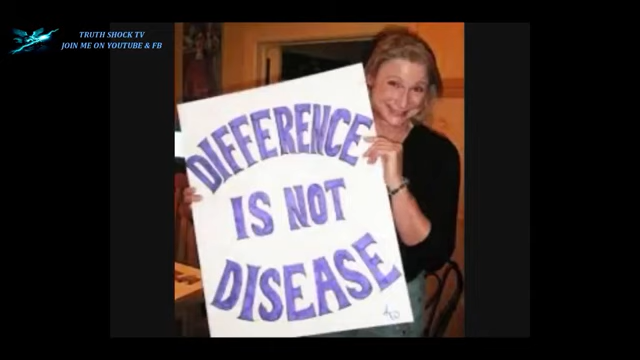 TRUTH SHOCK TV
JOIN ME ON YOUTUBE & FB
DIFFERENCE
IS NOT
DISEASE